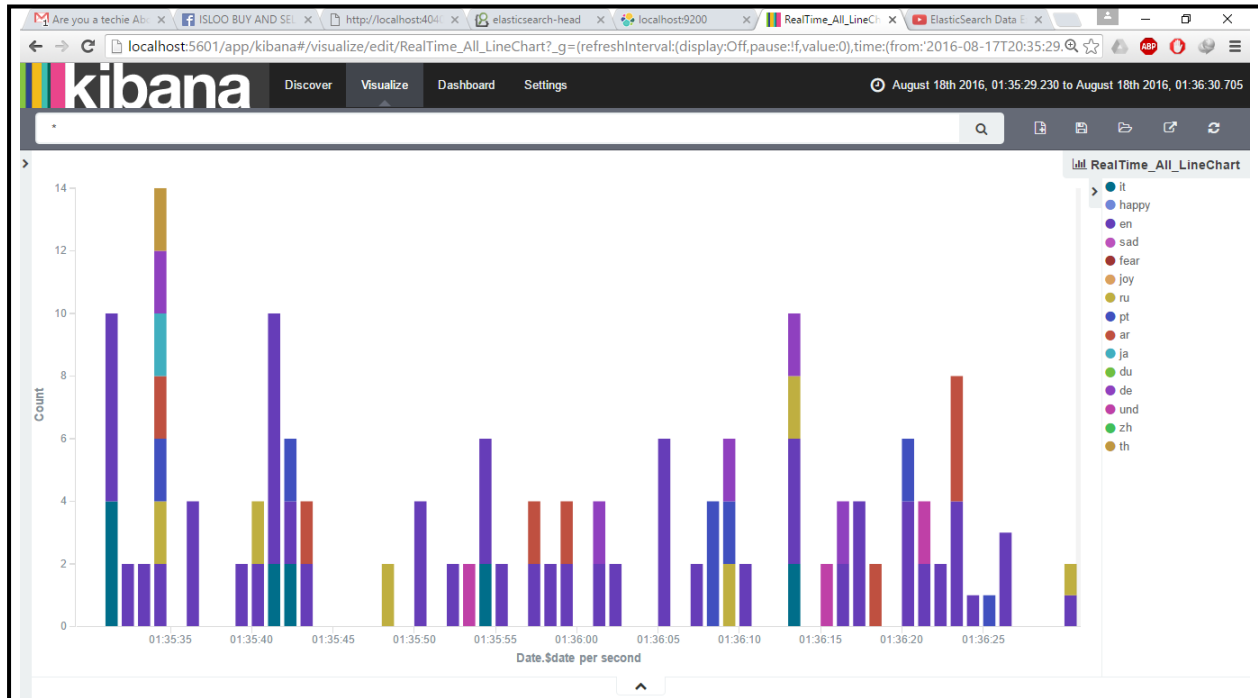 Are you a techie Abo
ISLOO BUY AND SEL
http://localhost:404
elasticsearch-head
localhost:9200
RealTime_All_LineCh
ElasticSearch Data E
localhost:5601/app/kibana#/visualize/edit/RealTime_All_LineChart?_g=(refreshInterval:(display:Off,pause:!f,value:0),time:(from:'2016-08-17T20:35:29.
ABP
kibana
Discover
Visualize
Dashboard
Settings
August 18th 2016, 01:35:29.230 to August 18th 2016, 01:36:30.705
*
RealTime_All_LineChart
it
happy
en
sad
fear
joy
ru
pt
ar
ja
du
de
und
zh
th
Count
14
12
10
8
6
4
2
0
01:35:35 01:35:40 01:35:45 01:35:50 01:35:55 01:36:00 01:36:05 01:36:10 01:36:15 01:36:20 01:36:25
Date.$date per second